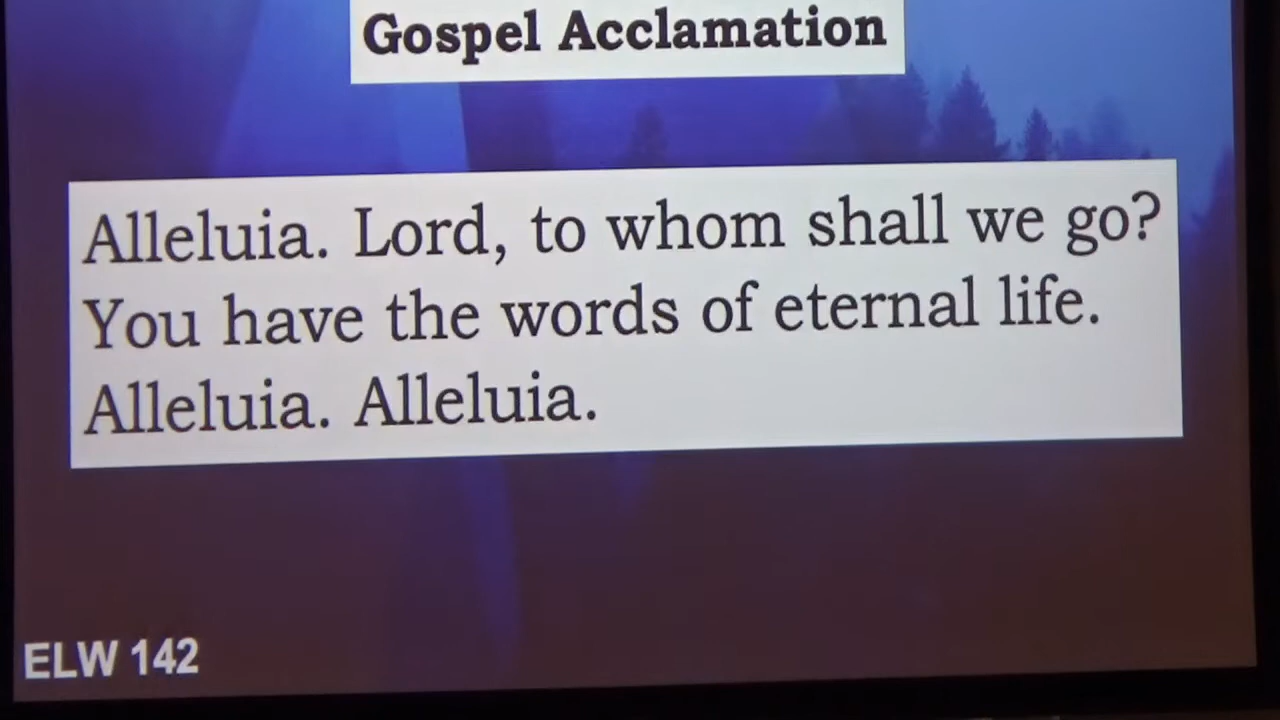 Gospel Acclamation
Alleluia. Lord, to whom shall we go?
You have the words of eternal life.
Alleluia. Alleluia.
ELW 142